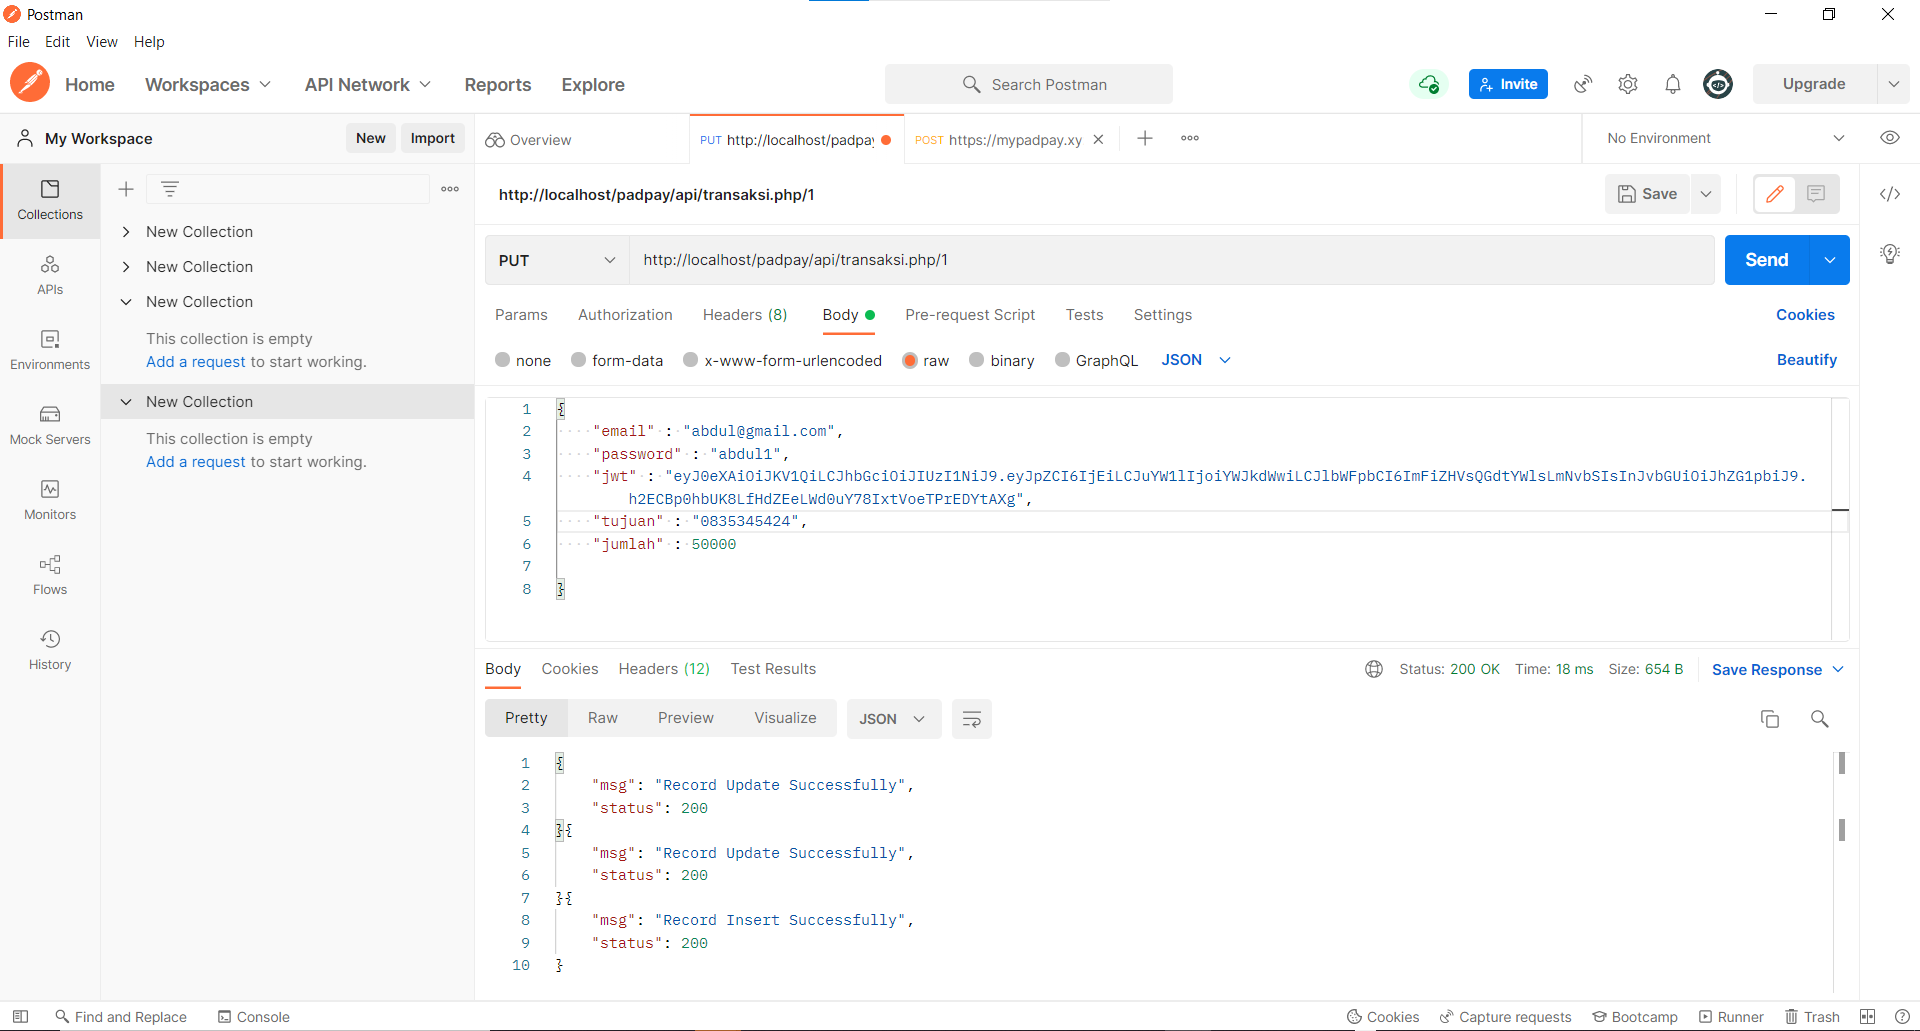 Postman
File Edit View Help
Home Workspaces API Network Reports Explore Search Postman Invite Upgrade
My Workspace New Import Overview PUT http://localhost/padpay POST https://mypadpay.xy No Environment
http://localhost/padpay/api/transaksi.php/1 Save
Collections
APIs
Environments
Mock Servers
Monitors
Flows
History
New Collection
New Collection
New Collection
This collection is empty
Add a request to start working.
New Collection
This collection is empty
Add a request to start working.
PUT http://localhost/padpay/api/transaksi.php/1 Send
Params Authorization Headers (8) Body Pre-request Script Tests Settings Cookies
none form-data x-www-form-urlencoded raw binary GraphQL JSON Beautify
1 {
2 "email" : "abdul@gmail.com",
3 "password" : "abdul1",
4 "jwt" : "eyJ0eXAiOiJKV1QiLCJhbGciOiJIUzI1NiJ9.eyJpZCI6IjEiLCJuYW1lIjoiYWJkdWwiLCJlbWFpbCI6ImFiZHVsQGdtYWlsLmNvbSIsInJvbGUiOiJhZG1pbiJ9.
h2ECBp0hbUK8LfHdZEeLWd0uY78IxtVoeTPrEDYtAXg",
5 "tujuan" : "0835345424",
6 "jumlah" : 50000
7
8 }
Body Cookies Headers (12) Test Results Status: 200 OK Time: 18 ms Size: 654 B Save Response
Pretty Raw Preview Visualize JSON
1 {
2 "msg": "Record Update Successfully",
3 "status": 200
4 }{
5 "msg": "Record Update Successfully",
6 "status": 200
7 }{
8 "msg": "Record Insert Successfully",
9 "status": 200
10 }
Find and Replace Console Cookies Capture requests Bootcamp Runner Trash